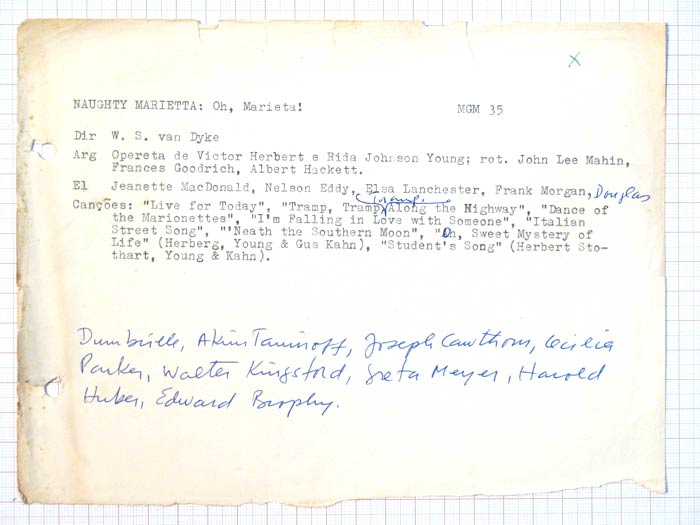 X
NAUGHTY MARIETTA: Oh, Marieta! MGM 35
Dir W. S. van Dyke
Arg Opereta de Victor Herbert e Rida Johnson Young; rot. John Lee Mahin,
Frances Goodrich, Albert Hackett.
El Jeanette MacDonald, Nelson Eddy, Elsa Lanchester, Frank Morgan, Douglas
Tramp,
Canções: "Live for Today", "Tramp, Tramp Along the Highway", "Dance of
the Marionettes", "I'm Falling in Love with Someone", "Italian
Street Song", "'Neath the Southern Moon", "Oh, Sweet Mystery of
Life" (Herberg, Young & Gus Kahn), "Student's Song" (Herbert Sto-
thart, Young & Kahn).
Dumbrille, Akim Tamiroff, Joseph Cawthorn, Cecilia
Parker, Walter Kingsford, Greta Meyer, Harold
Huber, Edward Brophy.